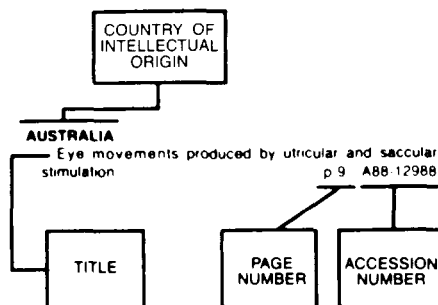 COUNTRY OF
INTELLECTUAL
ORIGIN
AUSTRALIA
Eye movements produced by utricular and saccular
stimulation p 9 A88-12988
TITLE
PAGE
NUMBER
ACCESSION
NUMBER